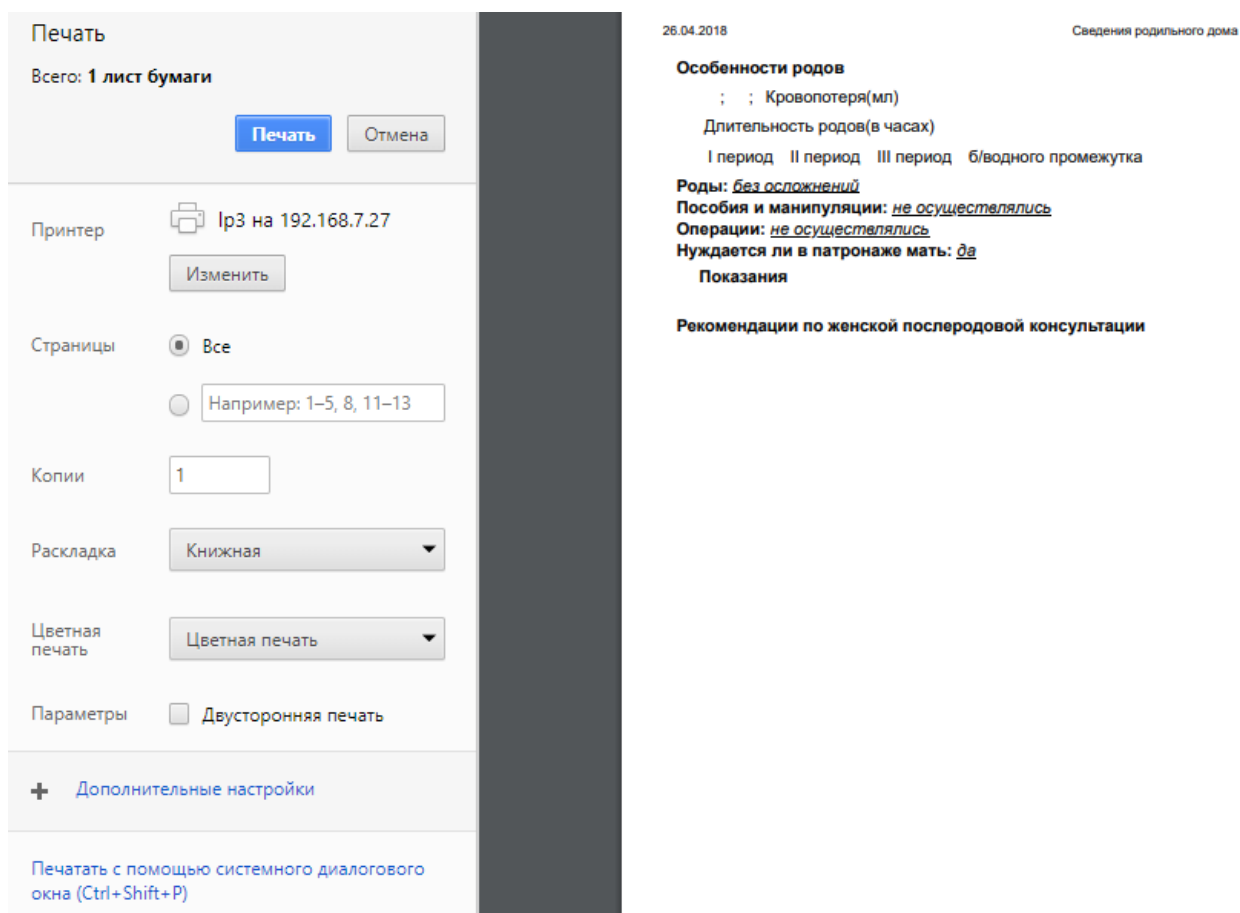 Печать
Всего: 1 лист бумаги
Печать
Отмена
Принтер
lp3 на 192.168.7.27
Изменить
Страницы
Все
Например: 1–5, 8, 11–13
Копии
1
Раскладка
Книжная
Цветная
печать
Цветная печать
Параметры
Двусторонняя печать
+ Дополнительные настройки
Печатать с помощью системного диалогового
окна (Ctrl+Shift+P)
26.04.2018 Сведения родильного дома
Особенности родов
; ; Кровопотеря(мл)
Длительность родов(в часах)
I период II период III период б/водного промежутка
Роды: без осложнений
Пособия и манипуляции: не осуществлялись
Операции: не осуществлялись
Нуждается ли в патронаже мать: да
Показания
Рекомендации по женской послеродовой консультации